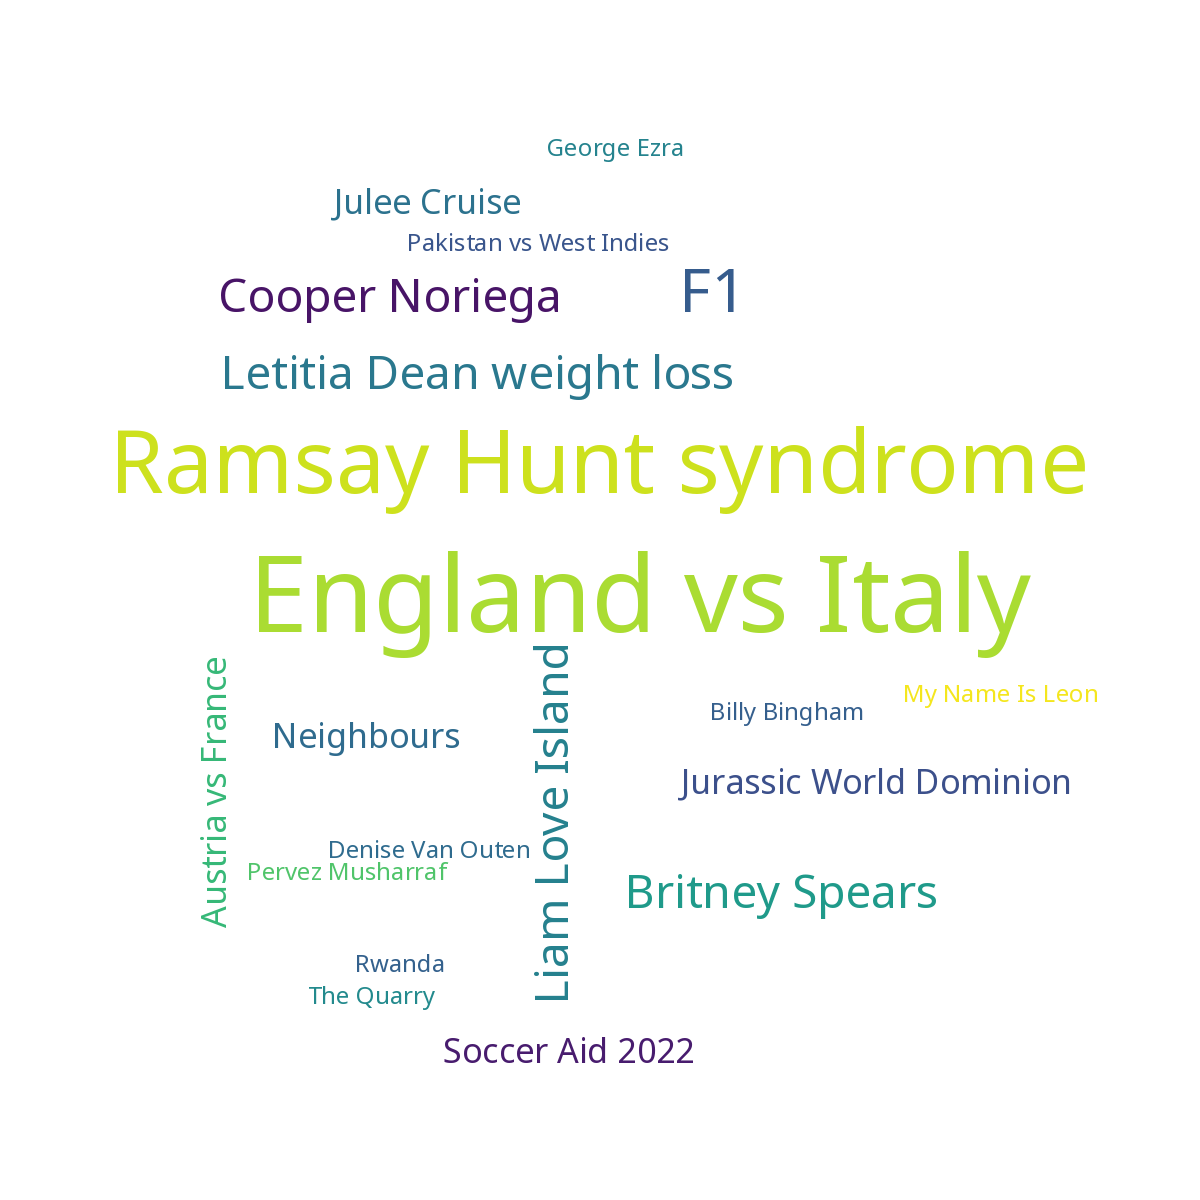 George Ezra
Julee Cruise
Pakistan vs West Indies
Cooper Noriega
F1
Letitia Dean weight loss
Ramsay Hunt syndrome
England vs Italy
Austria vs France
Liam Love Island
My Name Is Leon
Billy Bingham
Neighbours
Jurassic World Dominion
Denise Van Outen
Pervez Musharraf
Britney Spears
Rwanda
The Quarry
Soccer Aid 2022